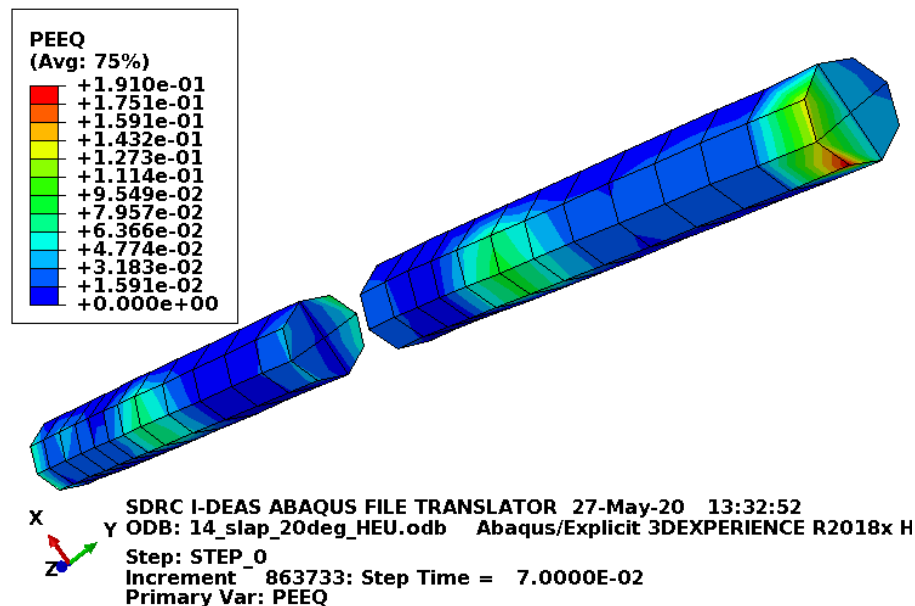 PEEQ
(Avg: 75%)
+1.910e-01
+1.751e-01
+1.591e-01
+1.432e-01
+1.273e-01
+1.114e-01
+9.549e-02
+7.957e-02
+6.366e-02
+4.774e-02
+3.183e-02
+1.591e-02
+0.000e+00
X
Y
Z
SDRC I-DEAS ABAQUS FILE TRANSLATOR 27-May-20 13:32:52
ODB: 14_slap_20deg_HEU.odb Abaqus/Explicit 3DEXPERIENCE R2018x H
Step: STEP_0
Increment 863733: Step Time = 7.0000E-02
Primary Var: PEEQ